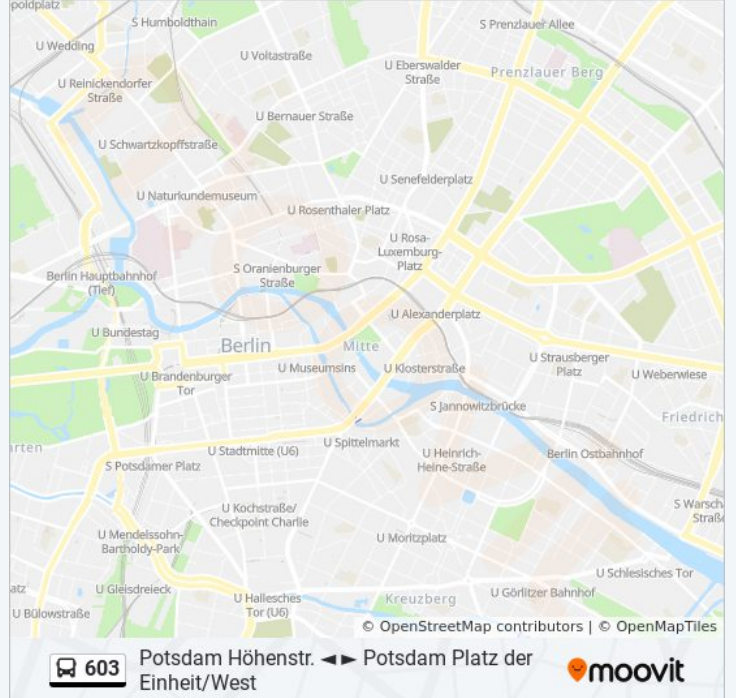 poldplatz
S Humboldthain
S Prenzlauer Allee
U Wedding
U Voltastraße
U Eberswalder
Straße
Prenzlauer Berg
U Reinickendorfer
Straße
U Bernauer Straße
U Schwartzkopffstraße
U Senefelderplatz
U Naturkundemuseum
U Rosenthaler Platz
U Rosa-
Luxemburg-
Platz
Berlin Hauptbahnhof
(Tief)
S Oranienburger
Straße
U Alexanderplatz
U Bundestag
Berlin
Mitte
U Strausberger
Platz
U Museumsins
U Klosterstraße
U Weberwiese
U Brandenburger
Tor
S Jannowitzbrücke
Friedrich
rten
U Spittelmarkt
U Stadtmitte (U6)
U Heinrich-
Heine-Straße
Berlin Ostbahnhof
S Potsdamer Platz
S Warsch
Straße
U Kochstraße/
Checkpoint Charlie
U Mendelssohn-
Bartholdy-Park
U Moritzplatz
U Schlesisches Tor
atz
U Gleisdreieck
U Görlitzer Bahnhof
U Hallesches
Tor (U6)
Kreuzberg
U Bülowstraße
© OpenStreetMap contributors | © OpenMapTiles
603
Potsdam Höhenstr. ◄ ► Potsdam Platz der
Einheit/West
moovit